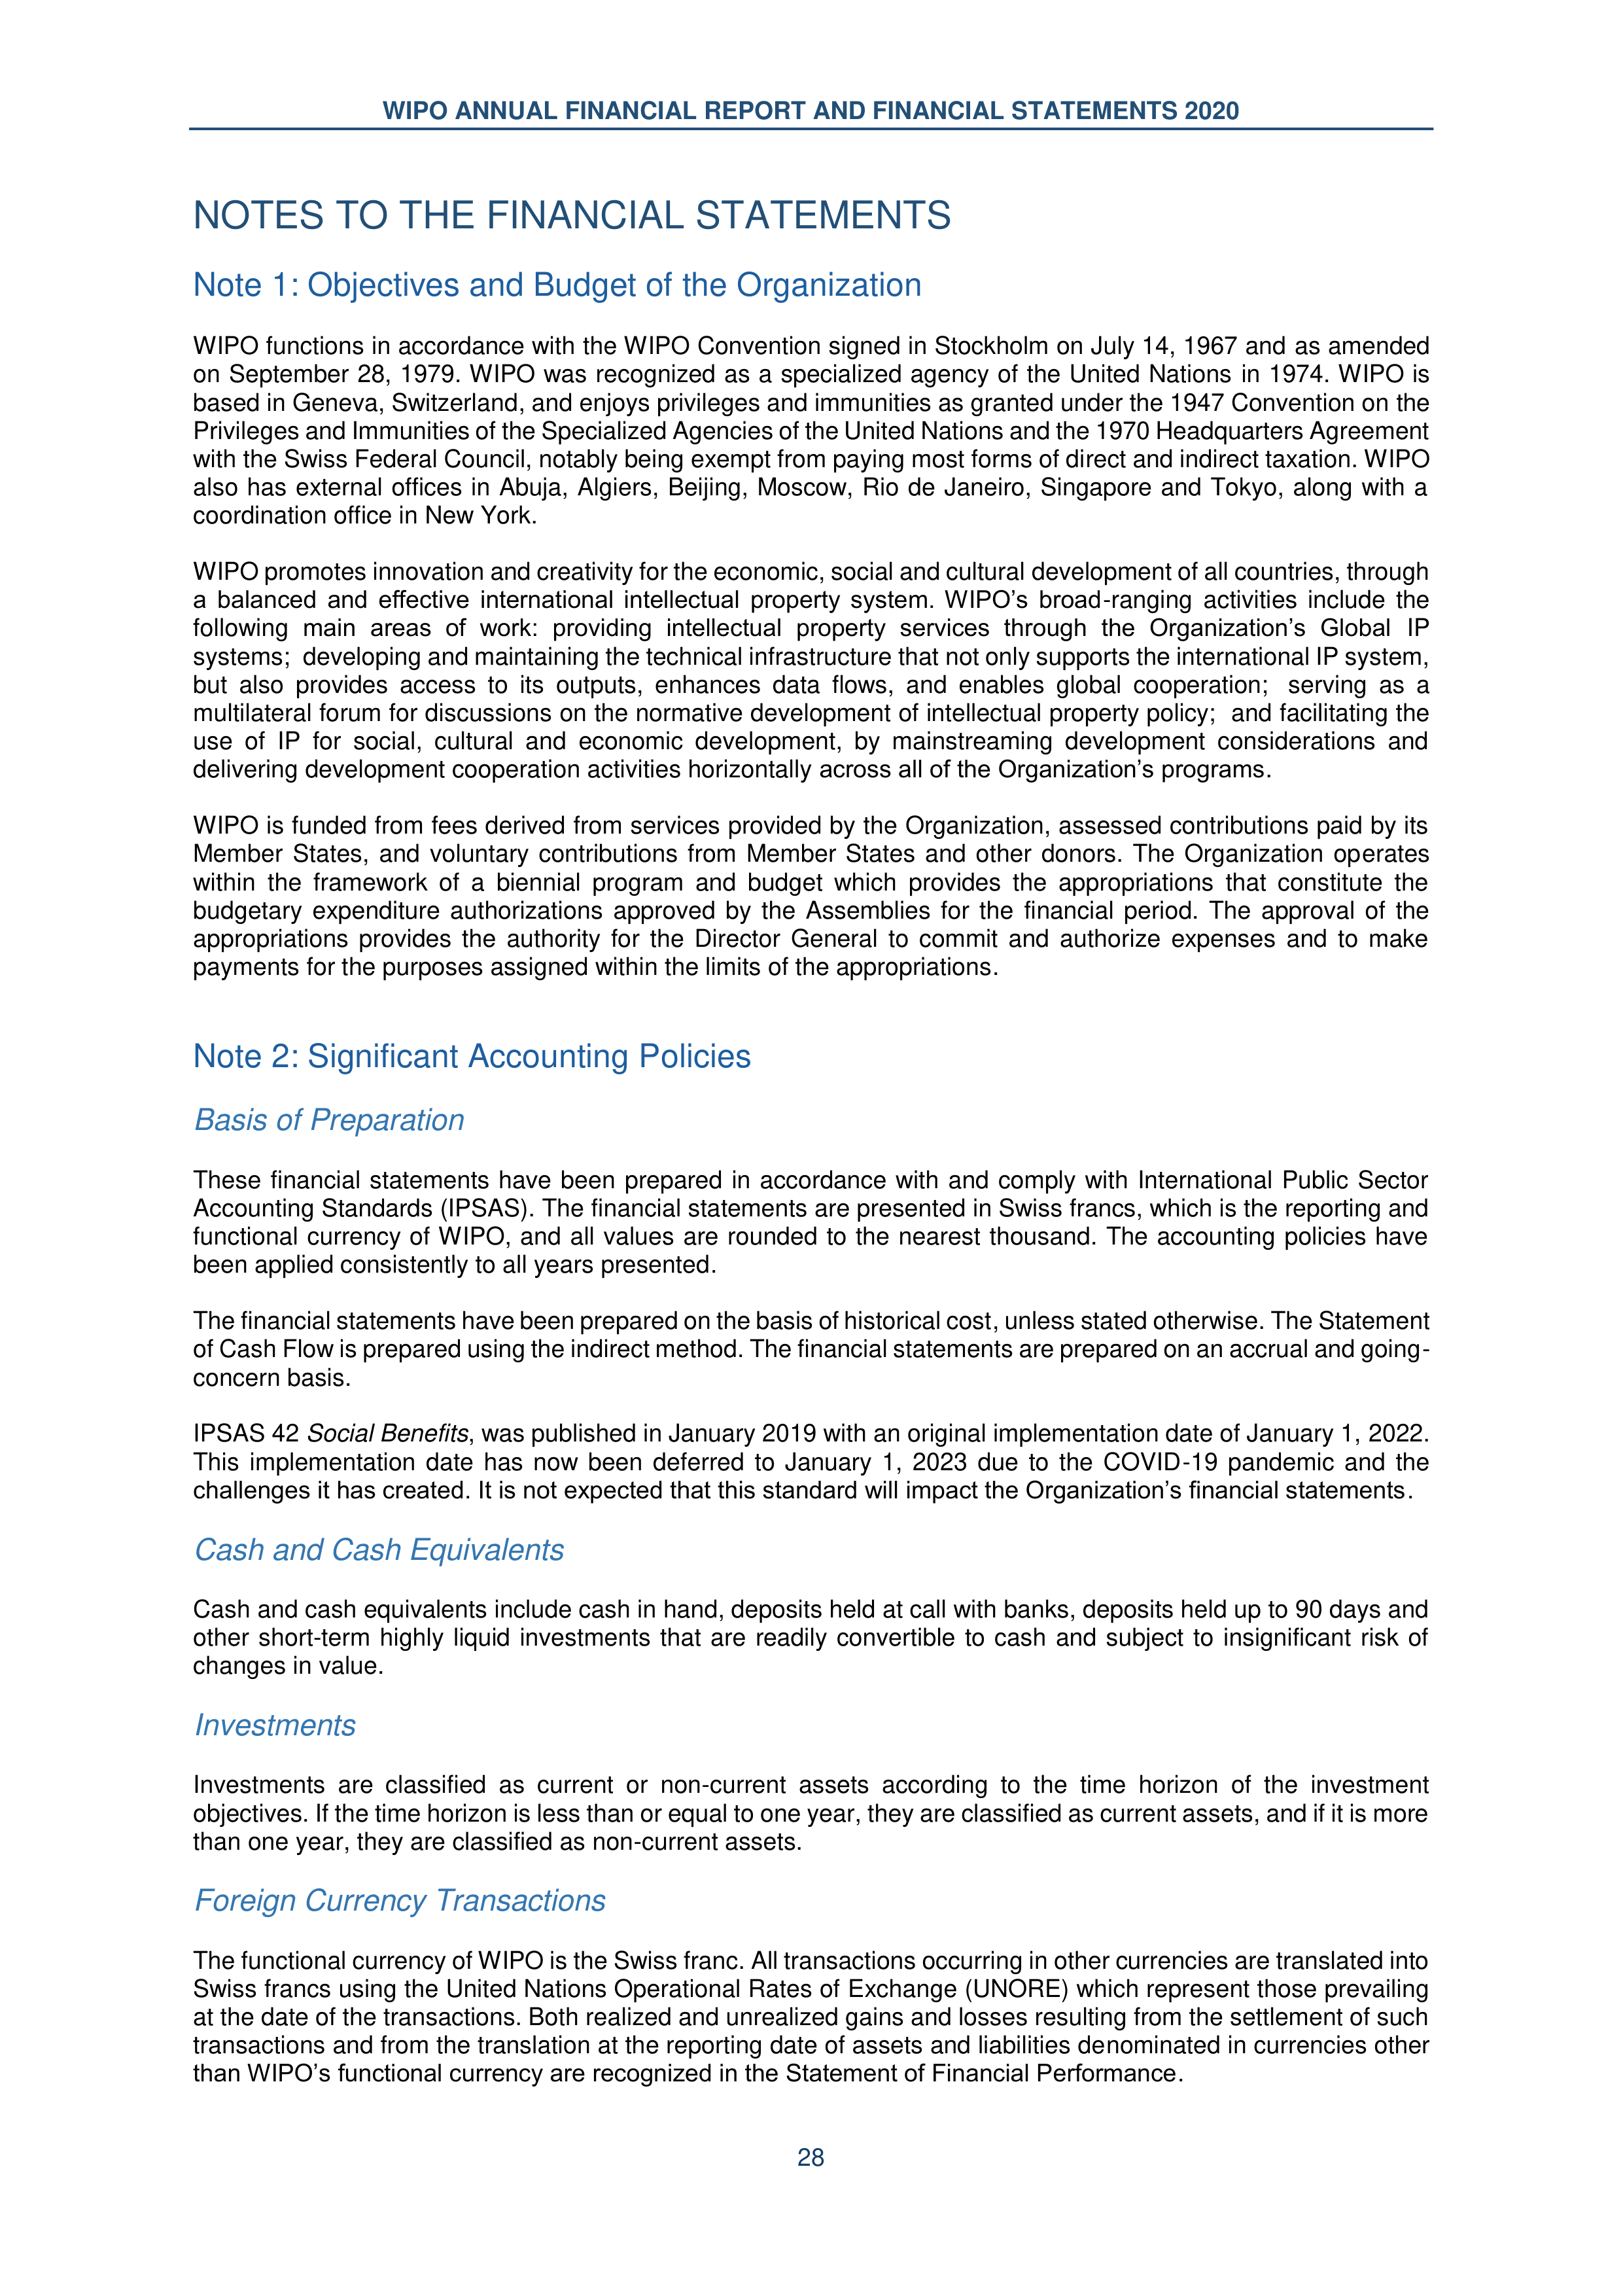 WIPO ANNUAL FINANCIAL REPORT AND FINANCIAL STATEMENTS 2020
NOTES TO THE FINANCIAL STATEMENTS
Note 1: Objectives and Budget of the Organization
WIPO functions in accordance with the WIPO Convention signed in Stockholm on July 14, 1967 and as amended
on September 28, 1979. WIPO was recognized as a specialized agency of the United Nations in 1974. WIPO is
based in Geneva, Switzerland, and enjoys privileges and immunities as granted under the 1947 Convention on the
Privileges and Immunities of the Specialized Agencies of the United Nations and the 1970 Headquarters Agreement
with the Swiss Federal Council, notably being exempt from paying most forms of direct and indirect taxation. WIPO
also has external offices in Abuja, Algiers, Beijing, Moscow, Rio de Janeiro, Singapore and Tokyo, along with a
coordination office in New York.
WIPO promotes innovation and creativity for the economic, social and cultural development of all countries, through
a balanced and effective international intellectual property system. WIPO’s broad-ranging activities include the
following main areas of work: providing intellectual property services through the Organization’s Global IP
systems; developing and maintaining the technical infrastructure that not only supports the international IP system,
but also provides access to its outputs, enhances data flows, and enables global cooperation; serving as a
multilateral forum for discussions on the normative development of intellectual property policy; and facilitating the
use of IP for social, cultural and economic development, by mainstreaming development considerations and
delivering development cooperation activities horizontally across all of the Organization’s programs.
WIPO is funded from fees derived from services provided by the Organization, assessed contributions paid by its
Member States, and voluntary contributions from Member States and other donors. The Organization operates
within the framework of a biennial program and budget which provides the appropriations that constitute the
budgetary expenditure authorizations approved by the Assemblies for the financial period. The approval of the
appropriations provides the authority for the Director General to commit and authorize expenses and to make
payments for the purposes assigned within the limits of the appropriations.
Note 2: Significant Accounting Policies
Basis of Preparation
These financial statements have been prepared in accordance with and comply with International Public Sector
Accounting Standards (IPSAS). The financial statements are presented in Swiss francs, which is the reporting and
functional currency of WIPO, and all values are rounded to the nearest thousand. The accounting policies have
been applied consistently to all years presented.
The financial statements have been prepared on the basis of historical cost, unless stated otherwise. The Statement
of Cash Flow is prepared using the indirect method. The financial statements are prepared on an accrual and going-
concern basis.
IPSAS 42 Social Benefits, was published in January 2019 with an original implementation date of January 1, 2022.
This implementation date has now been deferred to January 1, 2023 due to the COVID-19 pandemic and the
challenges it has created. It is not expected that this standard will impact the Organization’s financial statements.
Cash and Cash Equivalents
Cash and cash equivalents include cash in hand, deposits held at call with banks, deposits held up to 90 days and
other short-term highly liquid investments that are readily convertible to cash and subject to insignificant risk of
changes in value.
Investments
Investments are classified as current or non-current assets according to the time horizon of the investment
objectives. If the time horizon is less than or equal to one year, they are classified as current assets, and if it is more
than one year, they are classified as non-current assets.
Foreign Currency Transactions
The functional currency of WIPO is the Swiss franc. All transactions occurring in other currencies are translated into
Swiss francs using the United Nations Operational Rates of Exchange (UNORE) which represent those prevailing
at the date of the transactions. Both realized and unrealized gains and losses resulting from the settlement of such
transactions and from the translation at the reporting date of assets and liabilities denominated in currencies other
than WIPO’s functional currency are recognized in the Statement of Financial Performance.
28